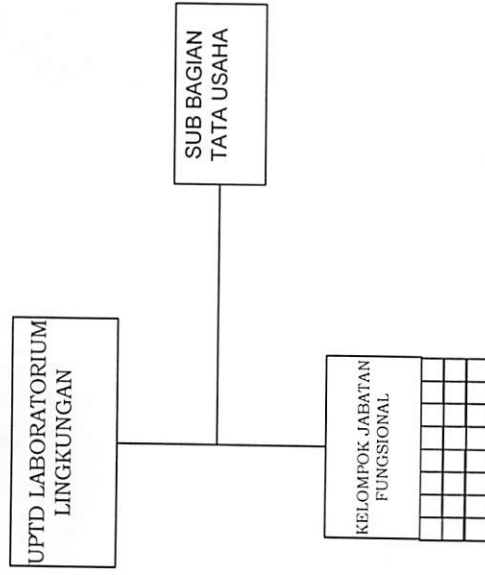 UPTD LABORATORIUM
LINGKUNGAN
SUB BAGIAN
TATA USAHA
KELOMPOK JABATAN
FUNGSIONAL